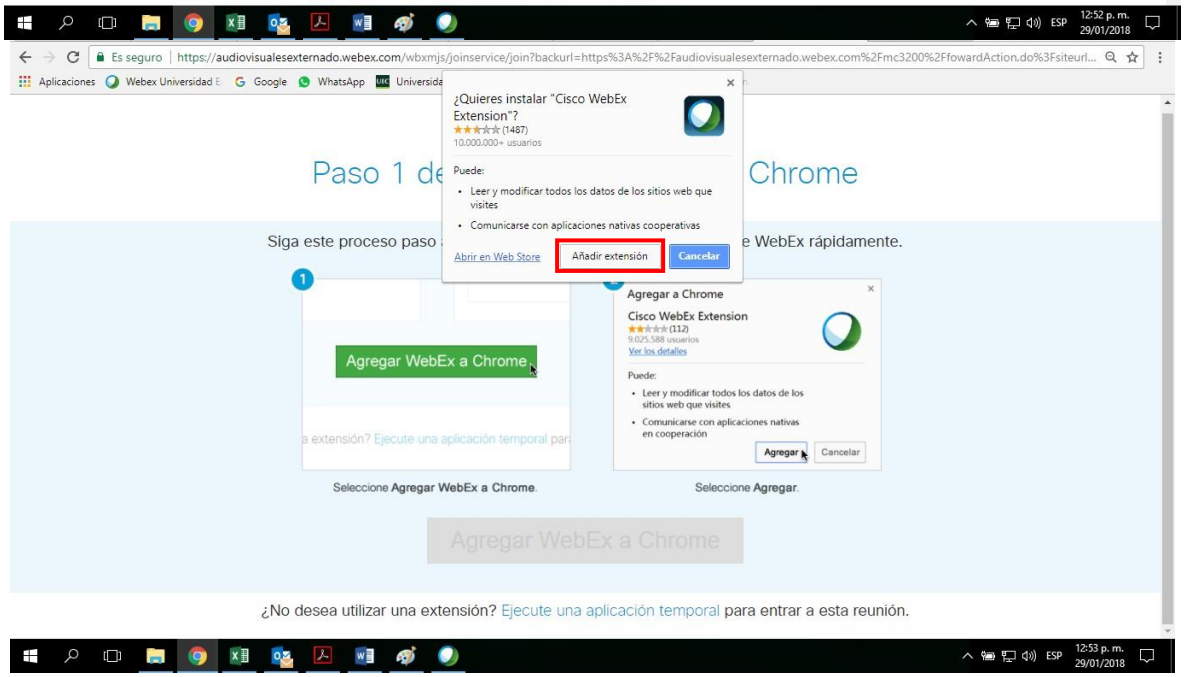 ESP
12:52 p. m.
29/01/2018
Es seguro | https://audiovisualesexternado.webex.com/wbxmjs/joinservice/join?backurl=https%3A%2F%2Faudiovisualesexternado.webex.com%2Fmc3200%2FfowardAction.do%3Fsiteurl...
Aplicaciones Webex Universidad E Google WhatsApp UEC Universida
¿Quieres instalar "Cisco WebEx
Extension"?
(1487)
10.000.000+ usuarios
Puede:
• Leer y modificar todos los datos de los sitios web que
visites
• Comunicarse con aplicaciones nativas cooperativas
Abrir en Web Store Añadir extensión Cancelar
Paso 1 de Chrome
Siga este proceso paso e WebEx rápidamente.
1
Agregar WebEx a Chrome
a extensión? Ejecute una aplicación temporal par
Seleccione Agregar WebEx a Chrome.
Agregar a Chrome
Cisco WebEx Extension
(112)
9.025.588 usuarios
Ver los detalles
Puede:
• Leer y modificar todos los datos de los
sitios web que visites
• Comunicarse con aplicaciones nativas
en cooperación
Agregar Cancelar
Seleccione Agregar.
Agregar WebEx a Chrome
¿No desea utilizar una extensión? Ejecute una aplicación temporal para entrar a esta reunión.
ESP
12:53 p. m.
29/01/2018